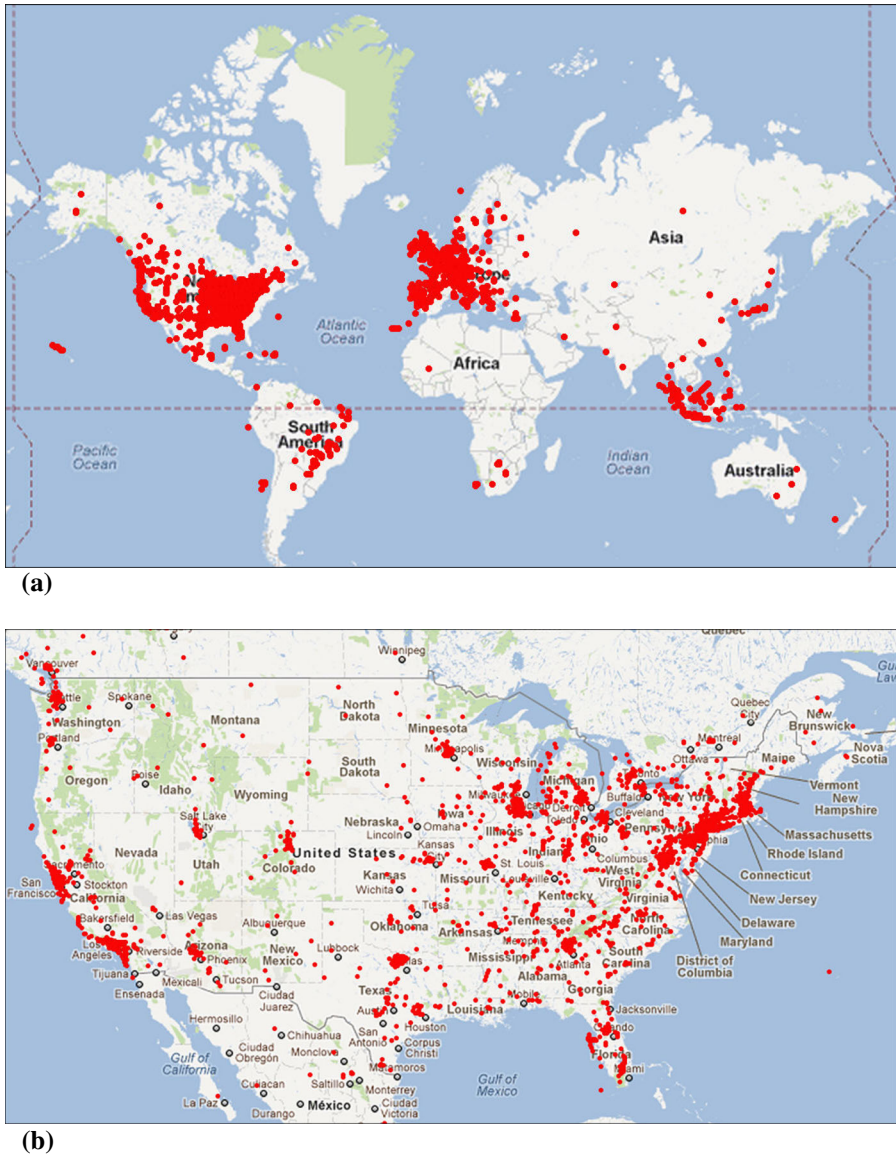 Asia
Europe
North
America
Atlantic
Ocean
Africa
South
America
Pacific
Ocean
Indian
Ocean
Australia
(a)
Quebec
Winnipeg
Vancouver
Gulf
Law
Seattle
Spokane
Washington
Montana
North
Dakota
Minnesota
Minneapolis
Quebec
City
New
Brunswick
Montreal
Ottawa
Maine
Nova
Scotia
Portland
Oregon
Boise
Idaho
Wyoming
South
Dakota
Wisconsin
Michigan
Toronto
Milwaukee
Buffalo
New York
Vermont
New
Hampshire
Salt Lake
City
Nebraska
Lincoln
Iowa
Omaha
Chicago
Detroit
Toledo
Cleveland
Massachusetts
Sacramento
Nevada
Utah
Colorado
United States
Kansas
City
Illinois
Indiana
Ohio
Columbus
Pennsylvania
Philadelphia
Rhode Island
San
Francisco
Stockton
California
Kansas
Wichita
Missouri
St. Louis
Louisville
West
Virginia
Virginia
Kentucky
Connecticut
New Jersey
Bakersfield
Las Vegas
Albuquerque
Tulsa
Oklahoma
Arkansas
Tennessee
Memphis
North
Carolina
Delaware
Maryland
Los
Angeles
Riverside
Arizona
Phoenix
New
Mexico
Lubbock
Dallas
Mississippi
Atlanta
South
Carolina
District of
Columbia
Tijuana
Ensenada
Mexicali
Tucson
Ciudad
Juarez
Texas
Alabama
Georgia
Austin
Louisiana
Mobile
Jacksonville
Hermosillo
Chihuahua
San
Antonio
Houston
Orlando
Gulf of
California
Ciudad
Obregón
Monclova
Corpus
Christi
Florida
Matamoros
Miami
Culiacan
Saltillo
Monterrey
Gulf of
Mexico
La Paz
Durango
México
Ciudad
Victoria
(b)